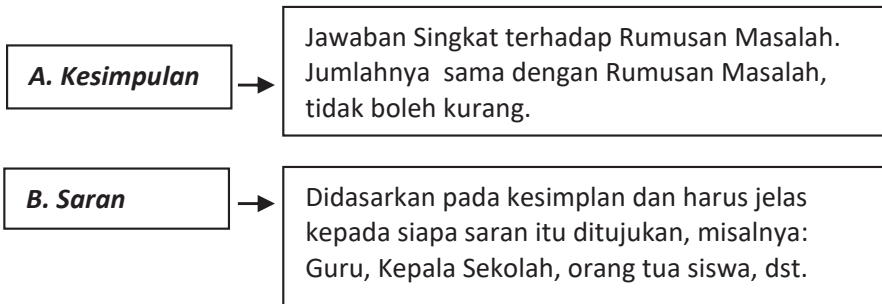 A. Kesimpulan
Jawaban Singkat terhadap Rumusan Masalah.
Jumlahnya sama dengan Rumusan Masalah,
tidak boleh kurang.
B. Saran
Didasarkan pada kesimplan dan harus jelas
kepada siapa saran itu ditujukan, misalnya:
Guru, Kepala Sekolah, orang tua siswa, dst.